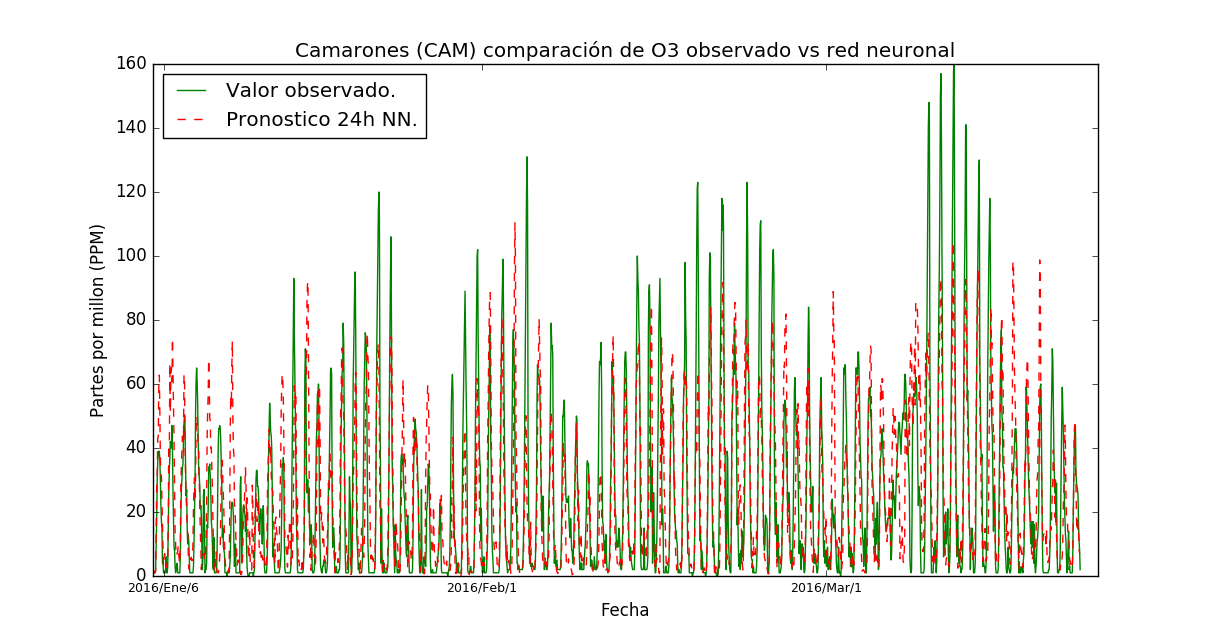 Camarones (CAM) comparación de O3 observado vs red neuronal
Valor observado.
Pronostico 24h NN.
Partes por millon (PPM)
160
140
120
100
80
60
40
20
0
2016/Ene/6
2016/Feb/1
2016/Mar/1
Fecha